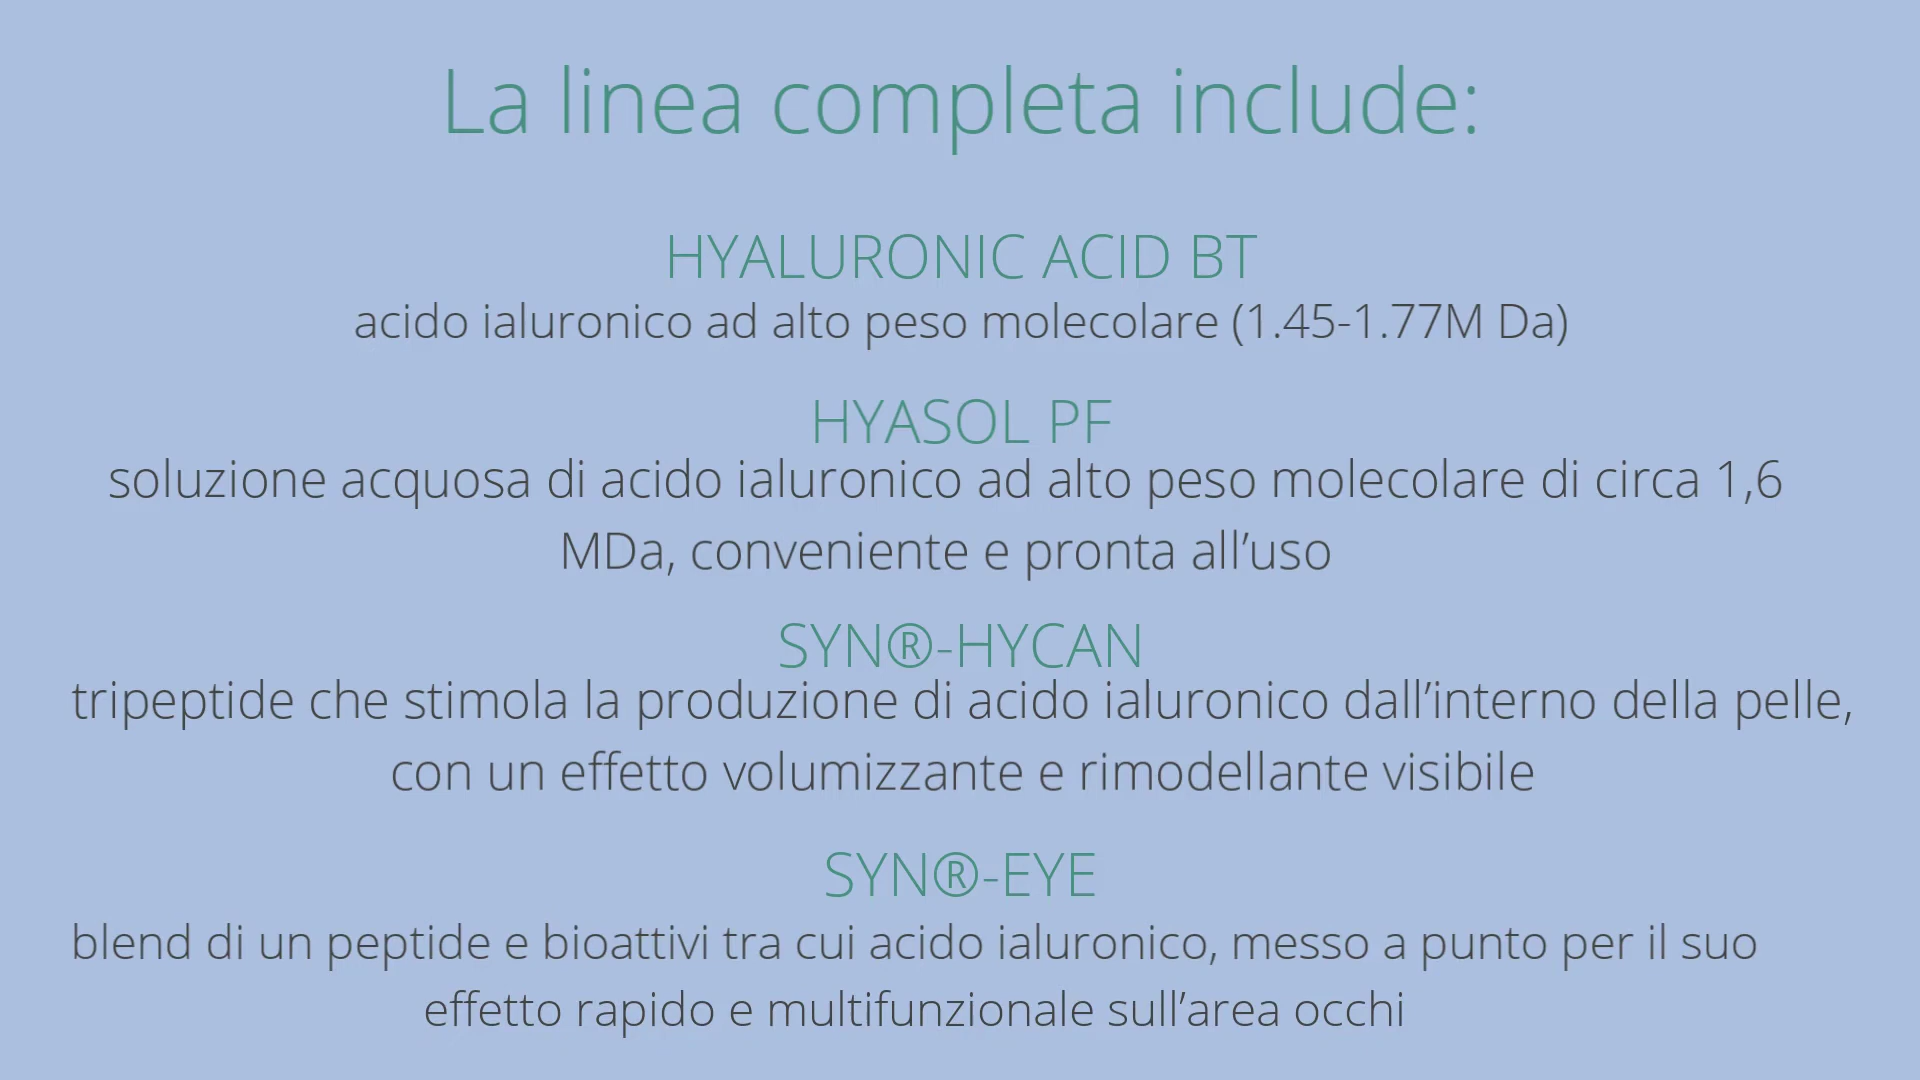 La linea completa include:
HYALURONIC ACID BT
acido ialuronico ad alto peso molecolare (1.45-1.77M Da)
HYASOL PF
soluzione acquosa di acido ialuronico ad alto peso molecolare di circa 1,6
MDa, conveniente e pronta all’uso
SYN®-HYCAN
tripeptide che stimola la produzione di acido ialuronico dall’interno della pelle,
con un effetto volumizzante e rimodellante visibile
SYN®-EYE
blend di un peptide e bioattivi tra cui acido ialuronico, messo a punto per il suo
effetto rapido e multifunzionale sull’area occhi